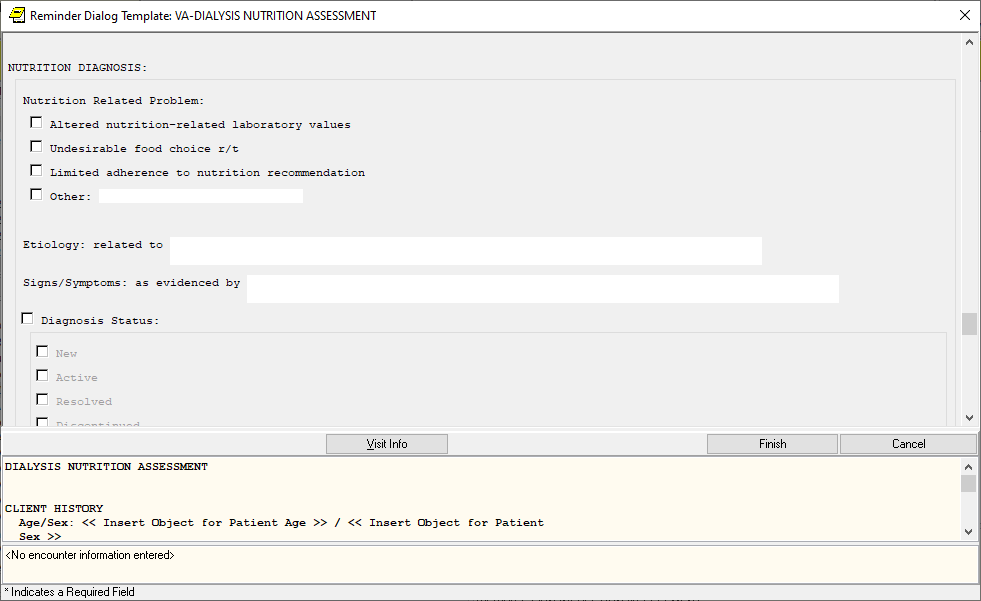 Reminder Dialog Template: VA-DIALYSIS NUTRITION ASSESSMENT
NUTRITION DIAGNOSIS:
Nutrition Related Problem:
Altered nutrition-related laboratory values
Undesirable food choice r/t
Limited adherence to nutrition recommendation
Other:
Etiology: related to
Signs/Symptoms: as evidenced by
Diagnosis Status:
New
Active
Resolved
Discontinued
Visit Info
Finish
Cancel
DIALYSIS NUTRITION ASSESSMENT
CLIENT HISTORY
Age/Sex: << Insert Object for Patient Age >> / << Insert Object for Patient
Sex >>
<No encounter information entered>
* Indicates a Required Field